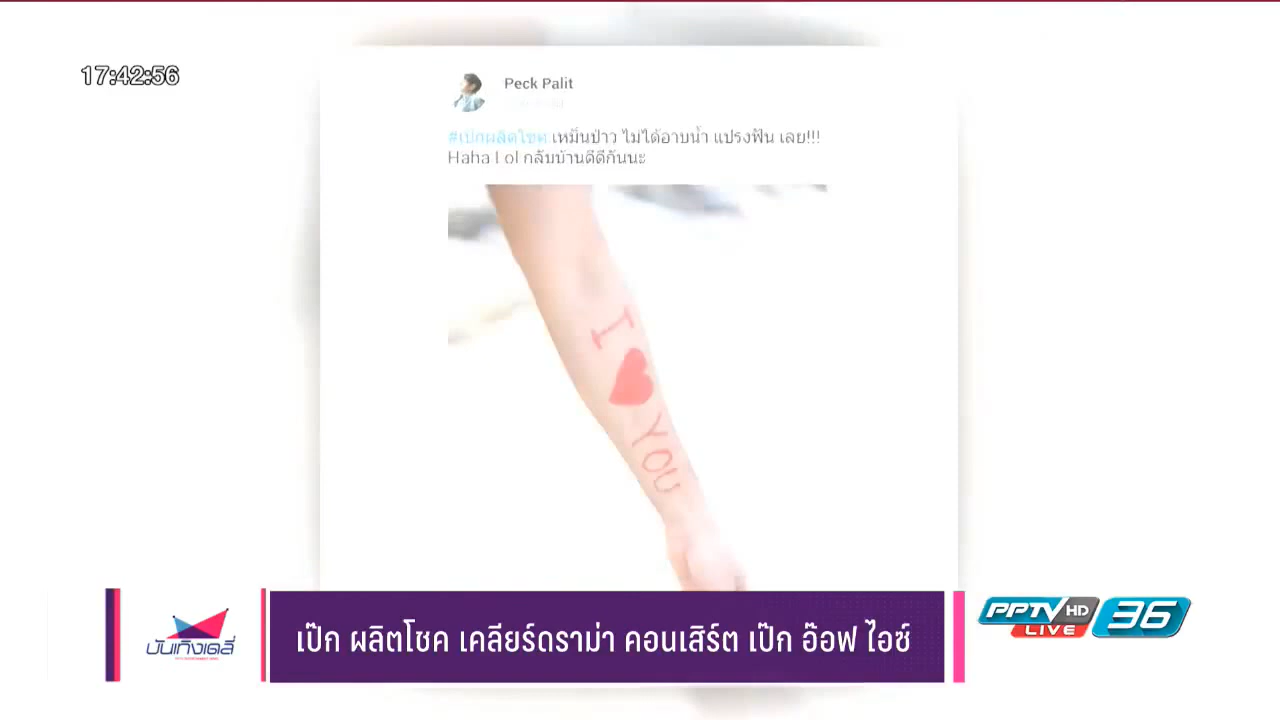 17:42:56
Peck Palit
#เป๊กผลิตโชค เหม็นป่าว ไม่ได้อาบน้ำ แปรงฟัน เลย!!!
Haha Lol กลับบ้านดีดีกันนะ
I ♥ YOU
บันเทิงเดลี่
เป๊ก ผลิตโชค เคลียร์ดราม่า คอนเสิร์ต เป๊ก อ๊อฟ ไอซ์
PPTV HD 36
LIVE